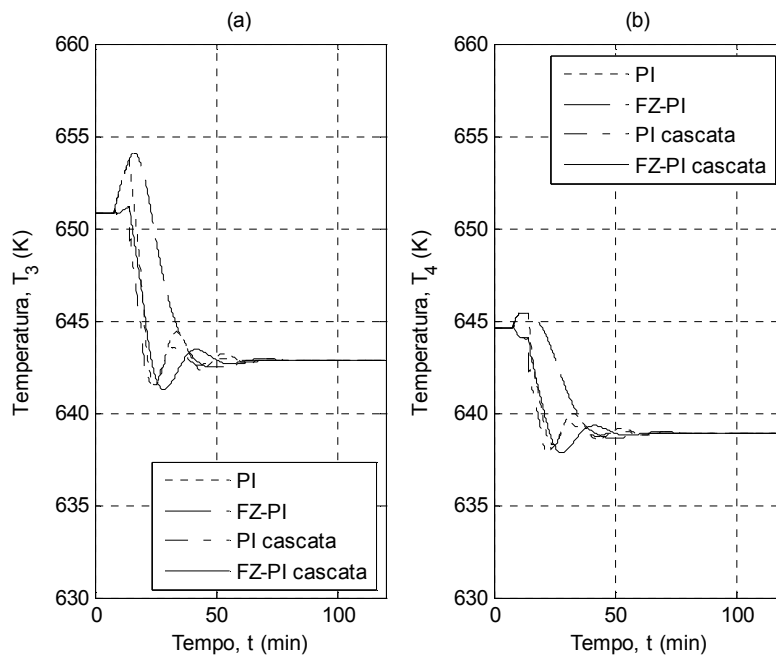 (a)
660
655
650
645
640
635
630
Temperatura, T3 (K)
PI
FZ-PI
PI cascata
FZ-PI cascata
0
50
100
Tempo, t (min)
(b)
660
655
650
645
640
635
630
Temperatura, T4 (K)
PI
FZ-PI
PI cascata
FZ-PI cascata
0
50
100
Tempo, t (min)